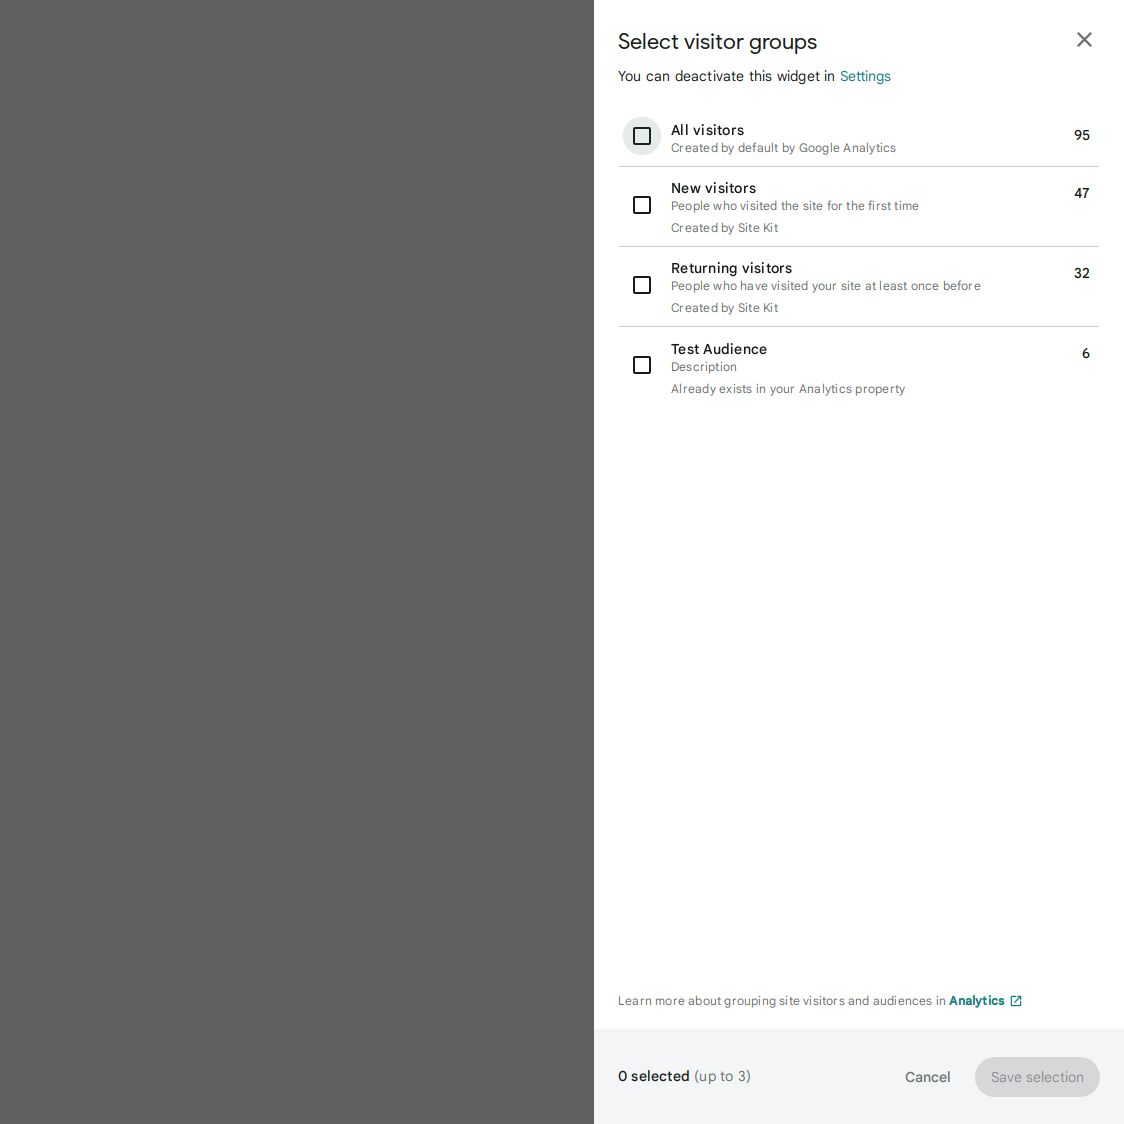 Select visitor groups
You can deactivate this widget in Settings
All visitors 95
Created by default by Google Analytics
New visitors 47
People who visited the site for the first time
Created by Site Kit
Returning visitors 32
People who have visited your site at least once before
Created by Site Kit
Test Audience 6
Description
Already exists in your Analytics property
Learn more about grouping site visitors and audiences in Analytics
0 selected (up to 3) Cancel Save selection